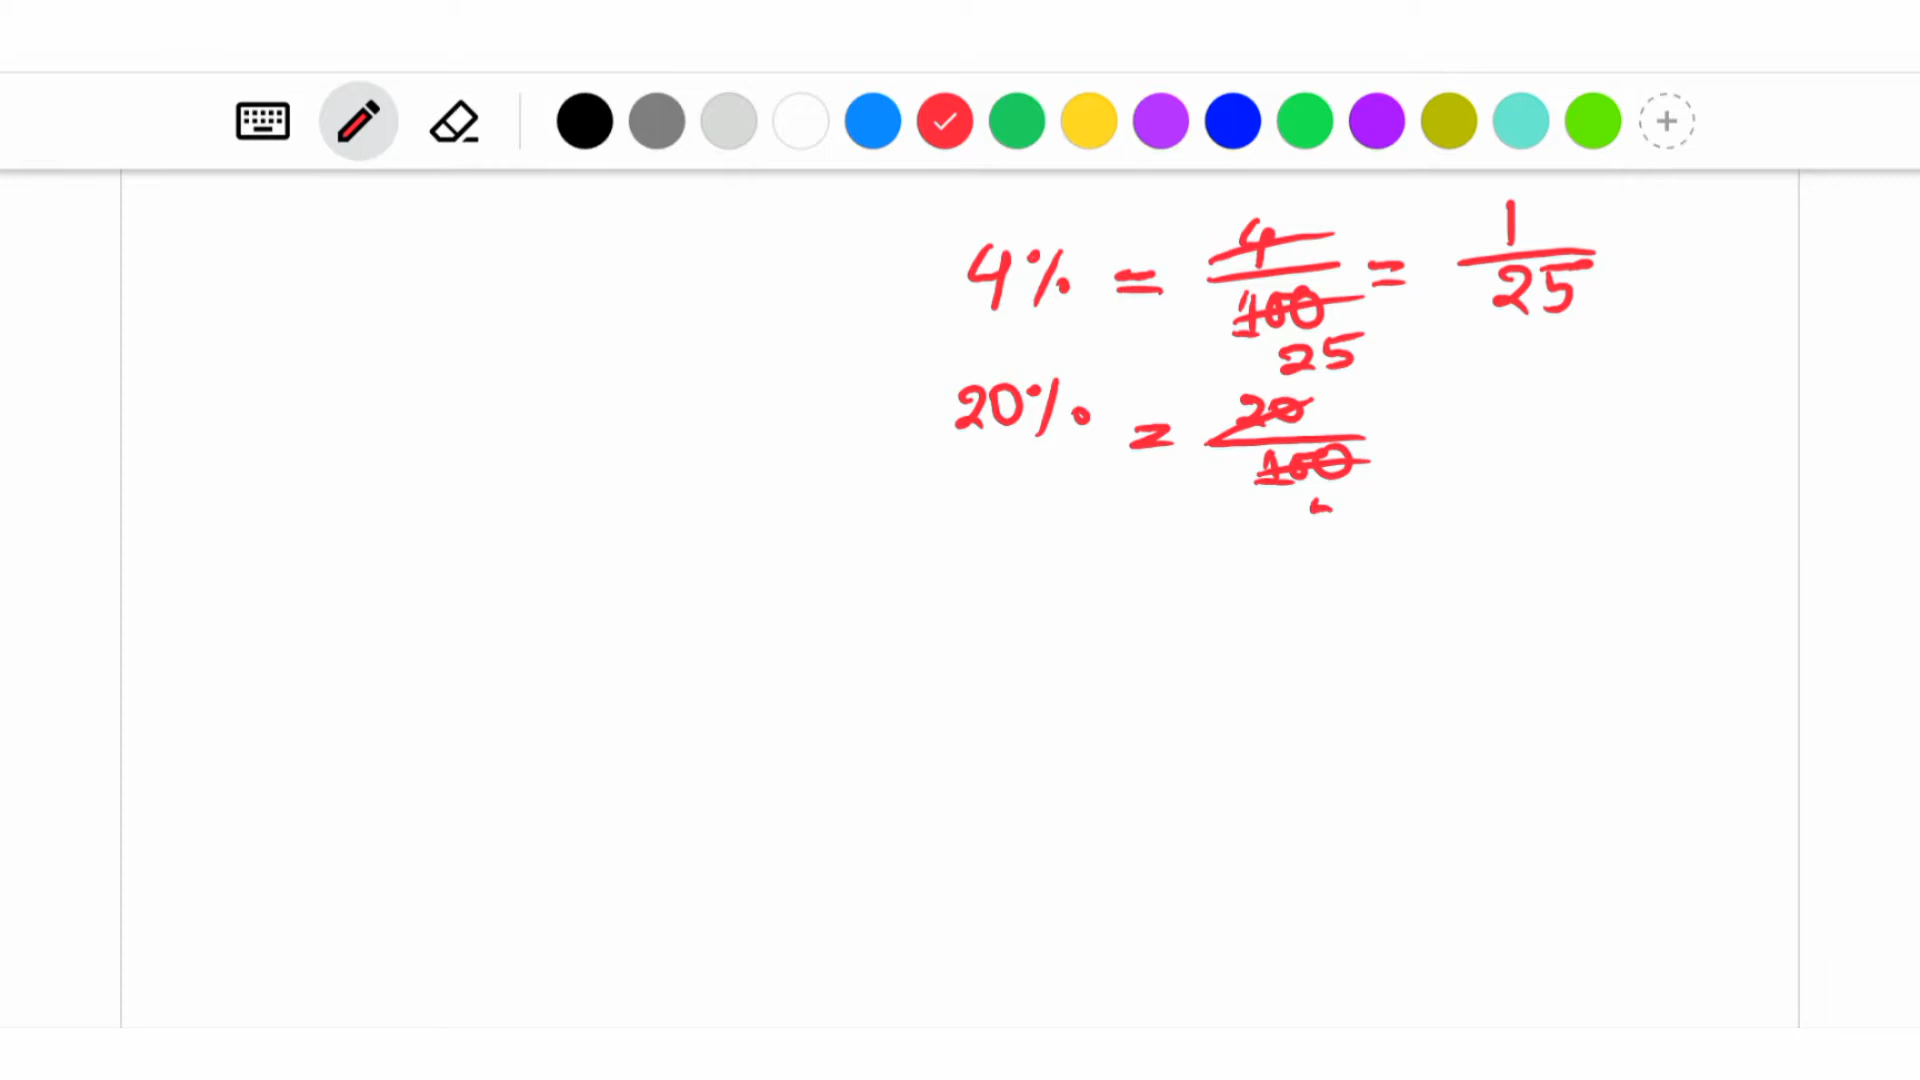 4% = 4/100 = 1/25
25
20% = 20/100